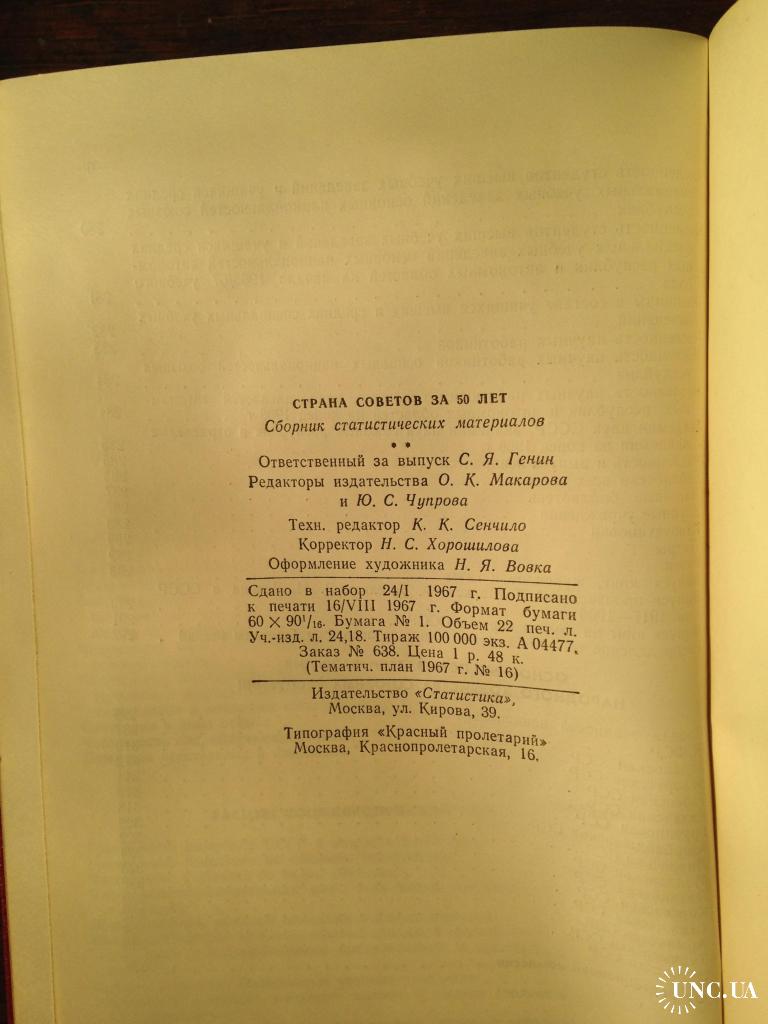 СТРАНА СОВЕТОВ ЗА 50 ЛЕТ
Сборник статистических материалов
Ответственный за выпуск С. Я. Генин
Редакторы издательства О. К. Макарова
и Ю. С. Чупрова
Техн. редактор К. К. Сенчило
Корректор Н. С. Хорошилова
Оформление художника Н. Я. Вовка
Сдано в набор 24/I 1967 г. Подписано
к печати 16/VIII 1967 г. Формат бумаги
60 × 90¹/₁₆. Бумага № 1. Объем 22 печ. л.
Уч.-изд. л. 24,18. Тираж 100 000 экз. А 04477.
Заказ № 638. Цена 1 р. 48 к.
(Тематич. план 1967 г. № 16)
Издательство «Статистика»,
Москва, ул. Кирова, 39.
Типография «Красный пролетарий»
Москва, Краснопролетарская, 16.
UNC.UA